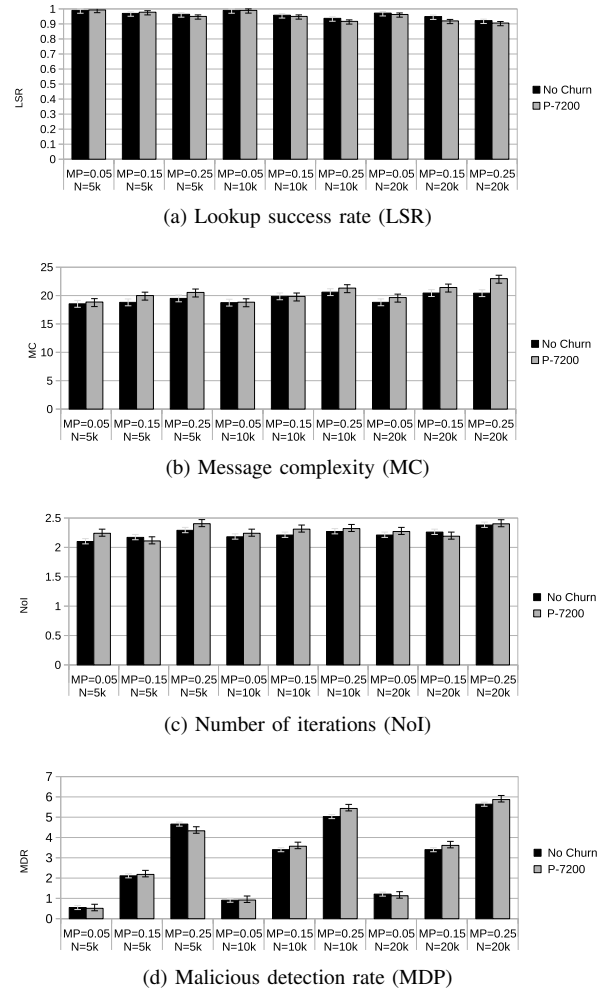 1
0.9
0.8
0.7
0.6
0.5
0.4
0.3
0.2
0.1
0
LSR
No Churn
P-7200
MP=0.05 MP=0.15 MP=0.25 MP=0.05 MP=0.15 MP=0.25 MP=0.05 MP=0.15 MP=0.25
N=5k N=5k N=5k N=10k N=10k N=10k N=20k N=20k N=20k
(a) Lookup success rate (LSR)
25
20
15
10
5
0
MC
No Churn
P-7200
MP=0.05 MP=0.15 MP=0.25 MP=0.05 MP=0.15 MP=0.25 MP=0.05 MP=0.15 MP=0.25
N=5k N=5k N=5k N=10k N=10k N=10k N=20k N=20k N=20k
(b) Message complexity (MC)
2.5
2
1.5
1
0.5
0
NoI
No Churn
P-7200
MP=0.05 MP=0.15 MP=0.25 MP=0.05 MP=0.15 MP=0.25 MP=0.05 MP=0.15 MP=0.25
N=5k N=5k N=5k N=10k N=10k N=10k N=20k N=20k N=20k
(c) Number of iterations (NoI)
7
6
5
4
3
2
1
0
MDR
No Churn
P-7200
MP=0.05 MP=0.15 MP=0.25 MP=0.05 MP=0.15 MP=0.25 MP=0.05 MP=0.15 MP=0.25
N=5k N=5k N=5k N=10k N=10k N=10k N=20k N=20k N=20k
(d) Malicious detection rate (MDP)